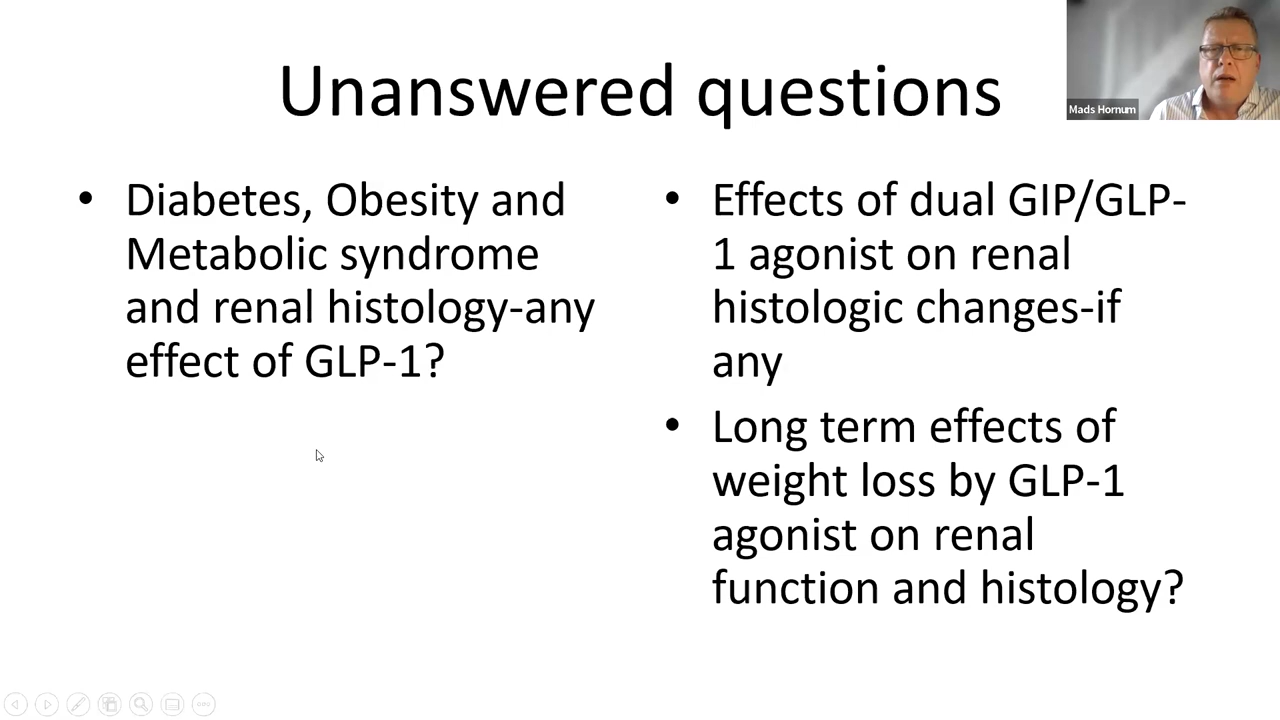 Unanswered questions
Mads Hornum
• Diabetes, Obesity and
Metabolic syndrome
and renal histology-any
effect of GLP-1?
• Effects of dual GIP/GLP-
1 agonist on renal
histologic changes-if
any
• Long term effects of
weight loss by GLP-1
agonist on renal
function and histology?